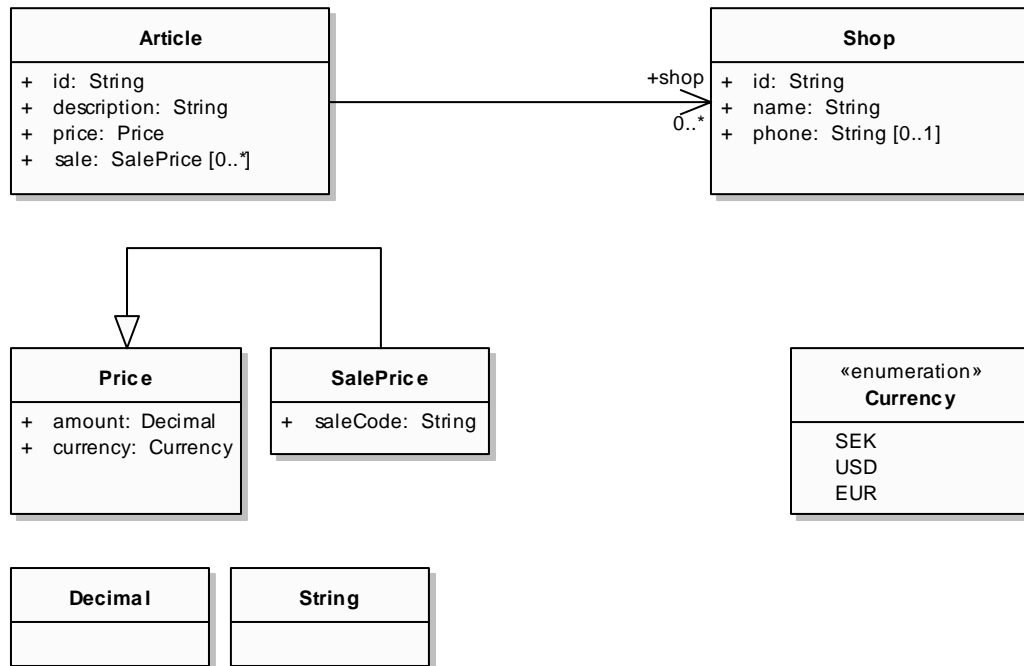 Article
+ id: String
+ description: String
+ price: Price
+ sale: SalePrice [0..*]
+shop
0..*
Shop
+ id: String
+ name: String
+ phone: String [0..1]
Price
+ amount: Decimal
+ currency: Currency
SalePrice
+ saleCode: String
«enumeration»
Currency
SEK
USD
EUR
Decimal
String